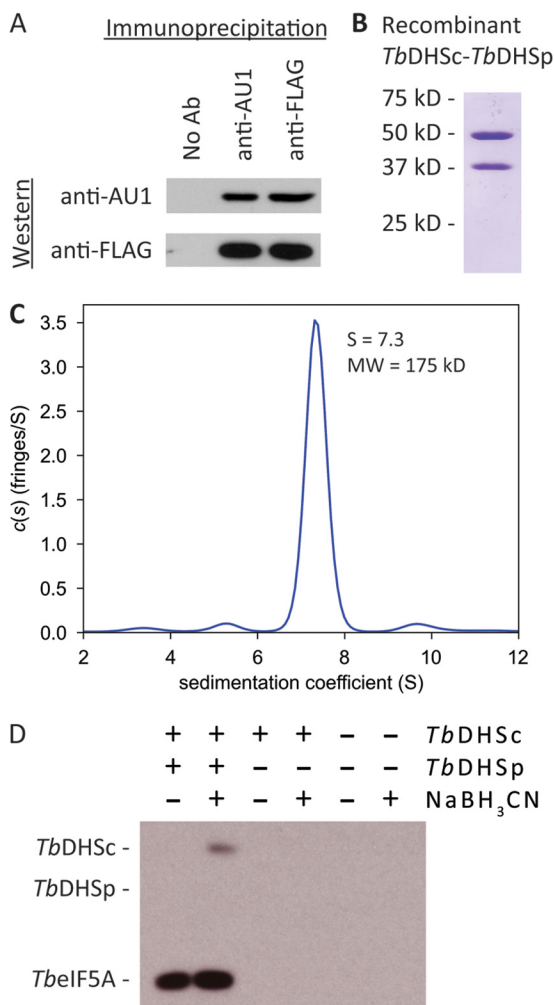 A
Immunoprecipitation
No Ab
anti-AU1
anti-FLAG
Western
anti-AU1
anti-FLAG
B Recombinant
TbDHSc-TbDHSp
75 kD -
50 kD -
37 kD -
25 kD -
C
S = 7.3
MW = 175 kD
c(s) (fringes/S)
3.5
3.0
2.5
2.0
1.5
1.0
0.5
0.0
2 4 6 8 10 12
sedimentation coefficient (S)
D
+ + + + – – TbDHSc
+ + – – – – TbDHSp
– + – + – + NaBH₃CN
TbDHSc -
TbDHSp -
TbeIF5A -